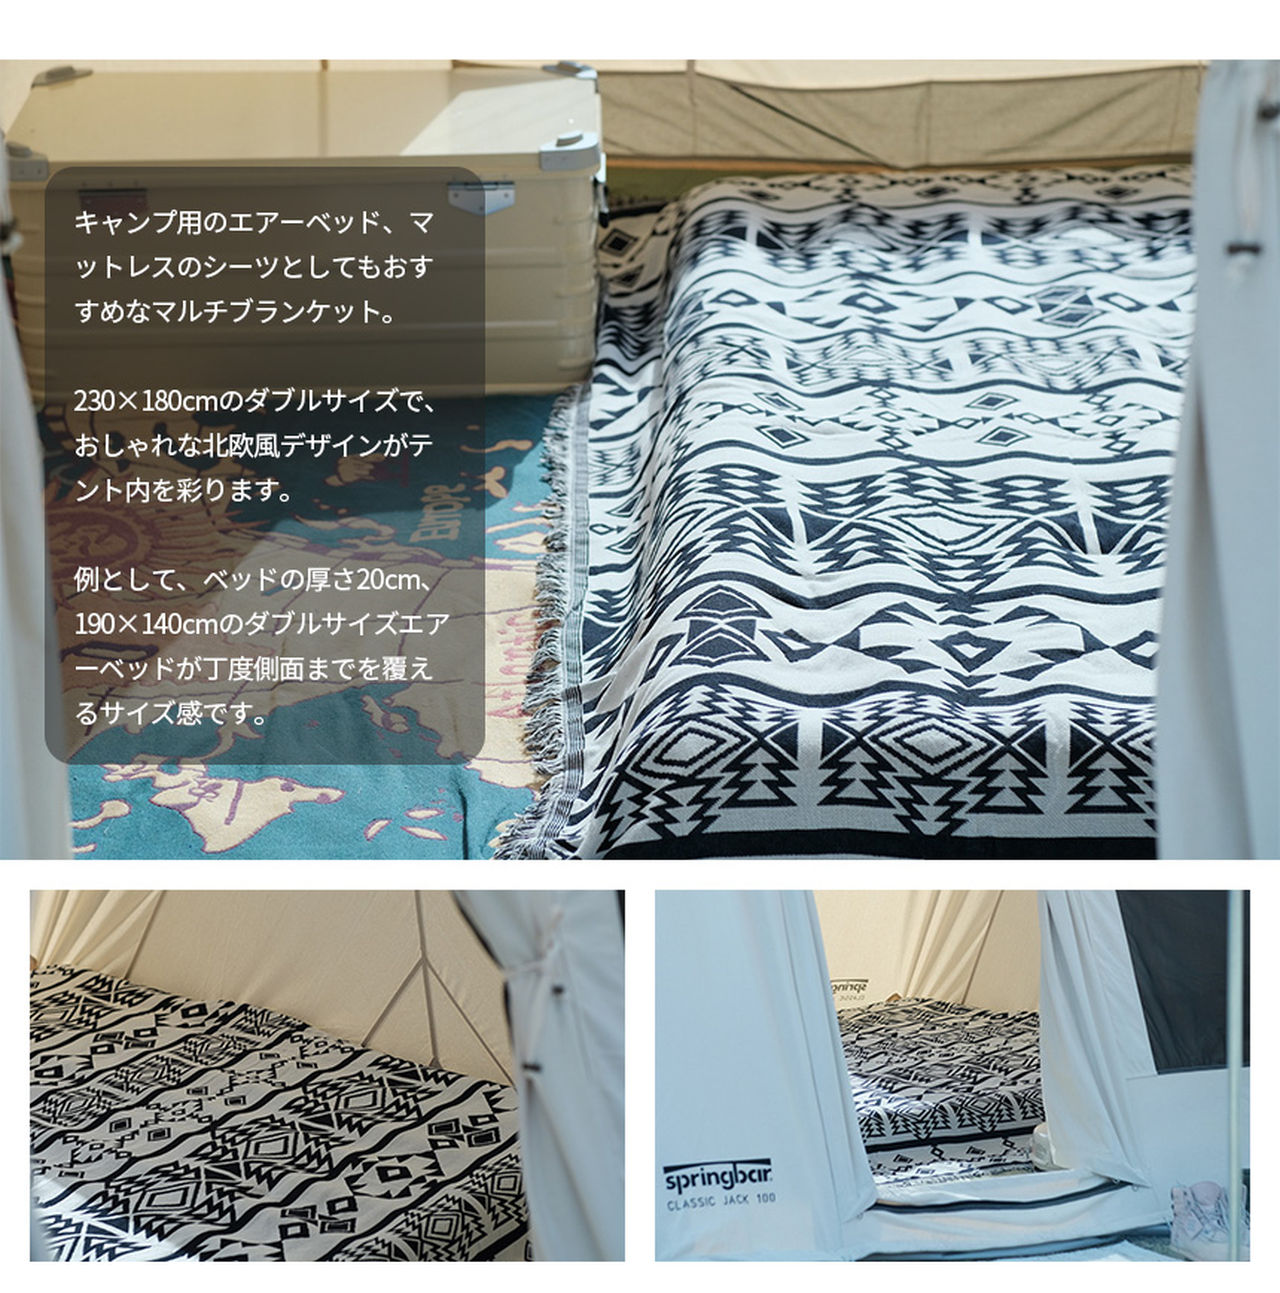 キャンプ用のエアーベッド、マ
ットレスのシーツとしてもおす
すめなマルチブランケット。
230×180cmのダブルサイズで、
おしゃれな北欧風デザインがテ
ント内を彩ります。
例として、ベッドの厚さ20cm、
190×140cmのダブルサイズエア
ーベッドが丁度側面までを覆え
るサイズ感です。
Europe
springbar
CLASSIC JACK 100